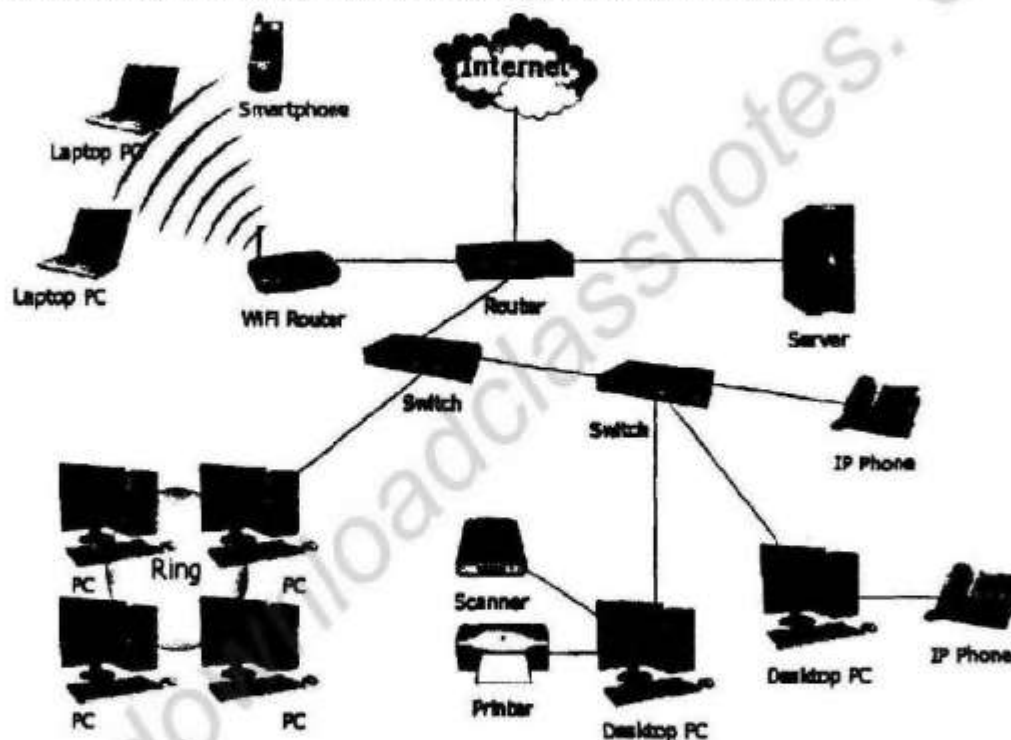 Internet
Smartphone
Laptop PC
Laptop PC
WiFi Router
Router
Server
Switch
Switch
IP Phone
PC
Ring
PC
Scanner
Desktop PC
IP Phone
PC
PC
Printer
Desktop PC
downloadclassnotes.